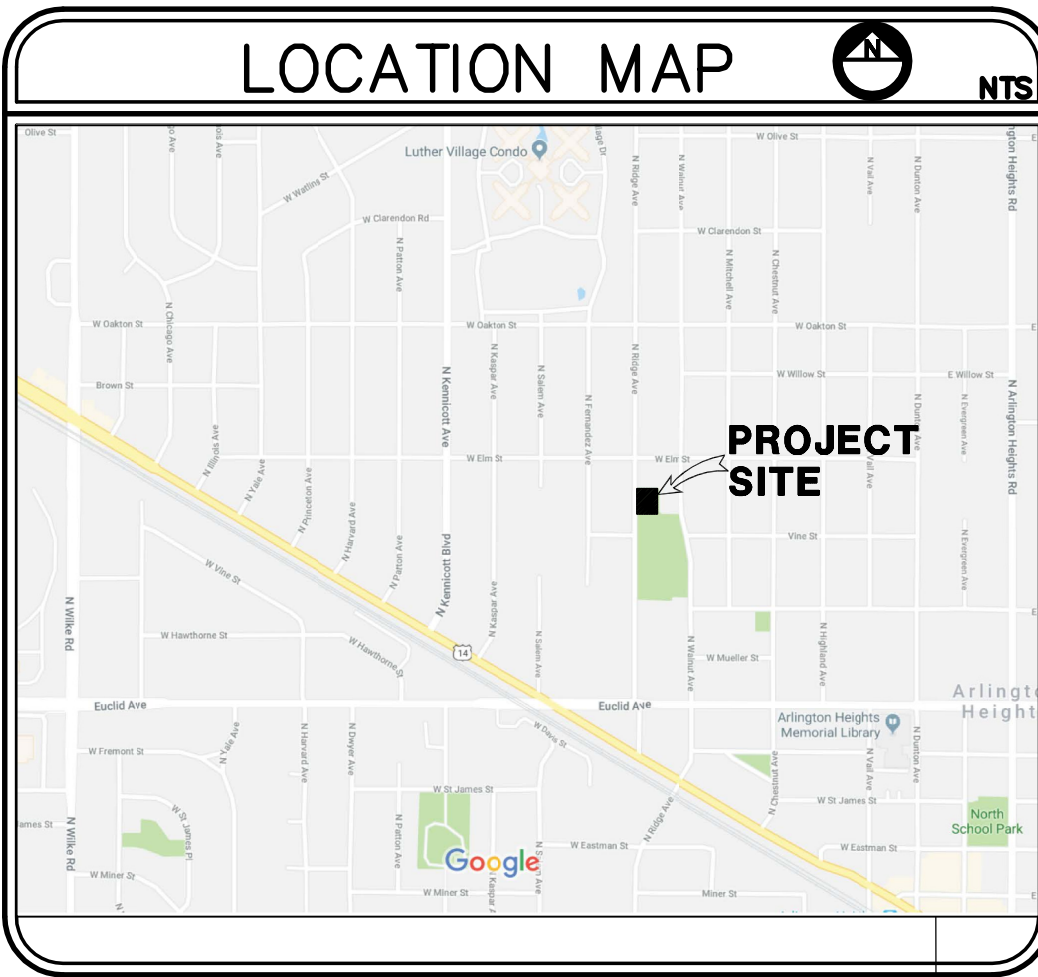 LOCATION MAP
N
NTS
Olive St
W Olive St
Luther Village Condo
W Watling St
W Clarendon Rd
W Clarendon St
N Ridge Ave
N Walnut Ave
N Vail Ave
N Dunton Ave
N Patton Ave
N Mitchell Ave
N Chestnut Ave
N Chicago Ave
W Oakton St
W Oakton St
W Oakton St
E
Brown St
N Kennicott Ave
N Kaspar Ave
N Salem Ave
N Fernandez Ave
N Ridge Ave
W Willow St
E Willow St
N Evergreen Ave
N Arlington Heights Rd
N Illinois Ave
N Yale Ave
N Princeton Ave
N Harvard Ave
N Patton Ave
W Elm St
W Elm St
PROJECT
SITE
Vine St
N Evergreen Ave
W Vine St
N Kennicott Blvd
N Kaspar Ave
N Salem Ave
N Wilke Rd
W Hawthorne St
W Hawthorne St
14
N Walnut Ave
W Mueller St
N Highland Ave
E
Euclid Ave
Euclid Ave
Arlingto
Height
Arlington Heights
Memorial Library
W Davis St
N Yale Ave
N Harvard Ave
N Dwyer Ave
W Fremont St
N Vail Ave
N Dunton Ave
N Chestnut Ave
W St James St
W St James St
W St James Pl
N Wilke Rd
N Patton Ave
N Ridge Ave
North
School Park
W Eastman St
W Eastman St
Google
W Miner St
W Miner St
Miner St
E